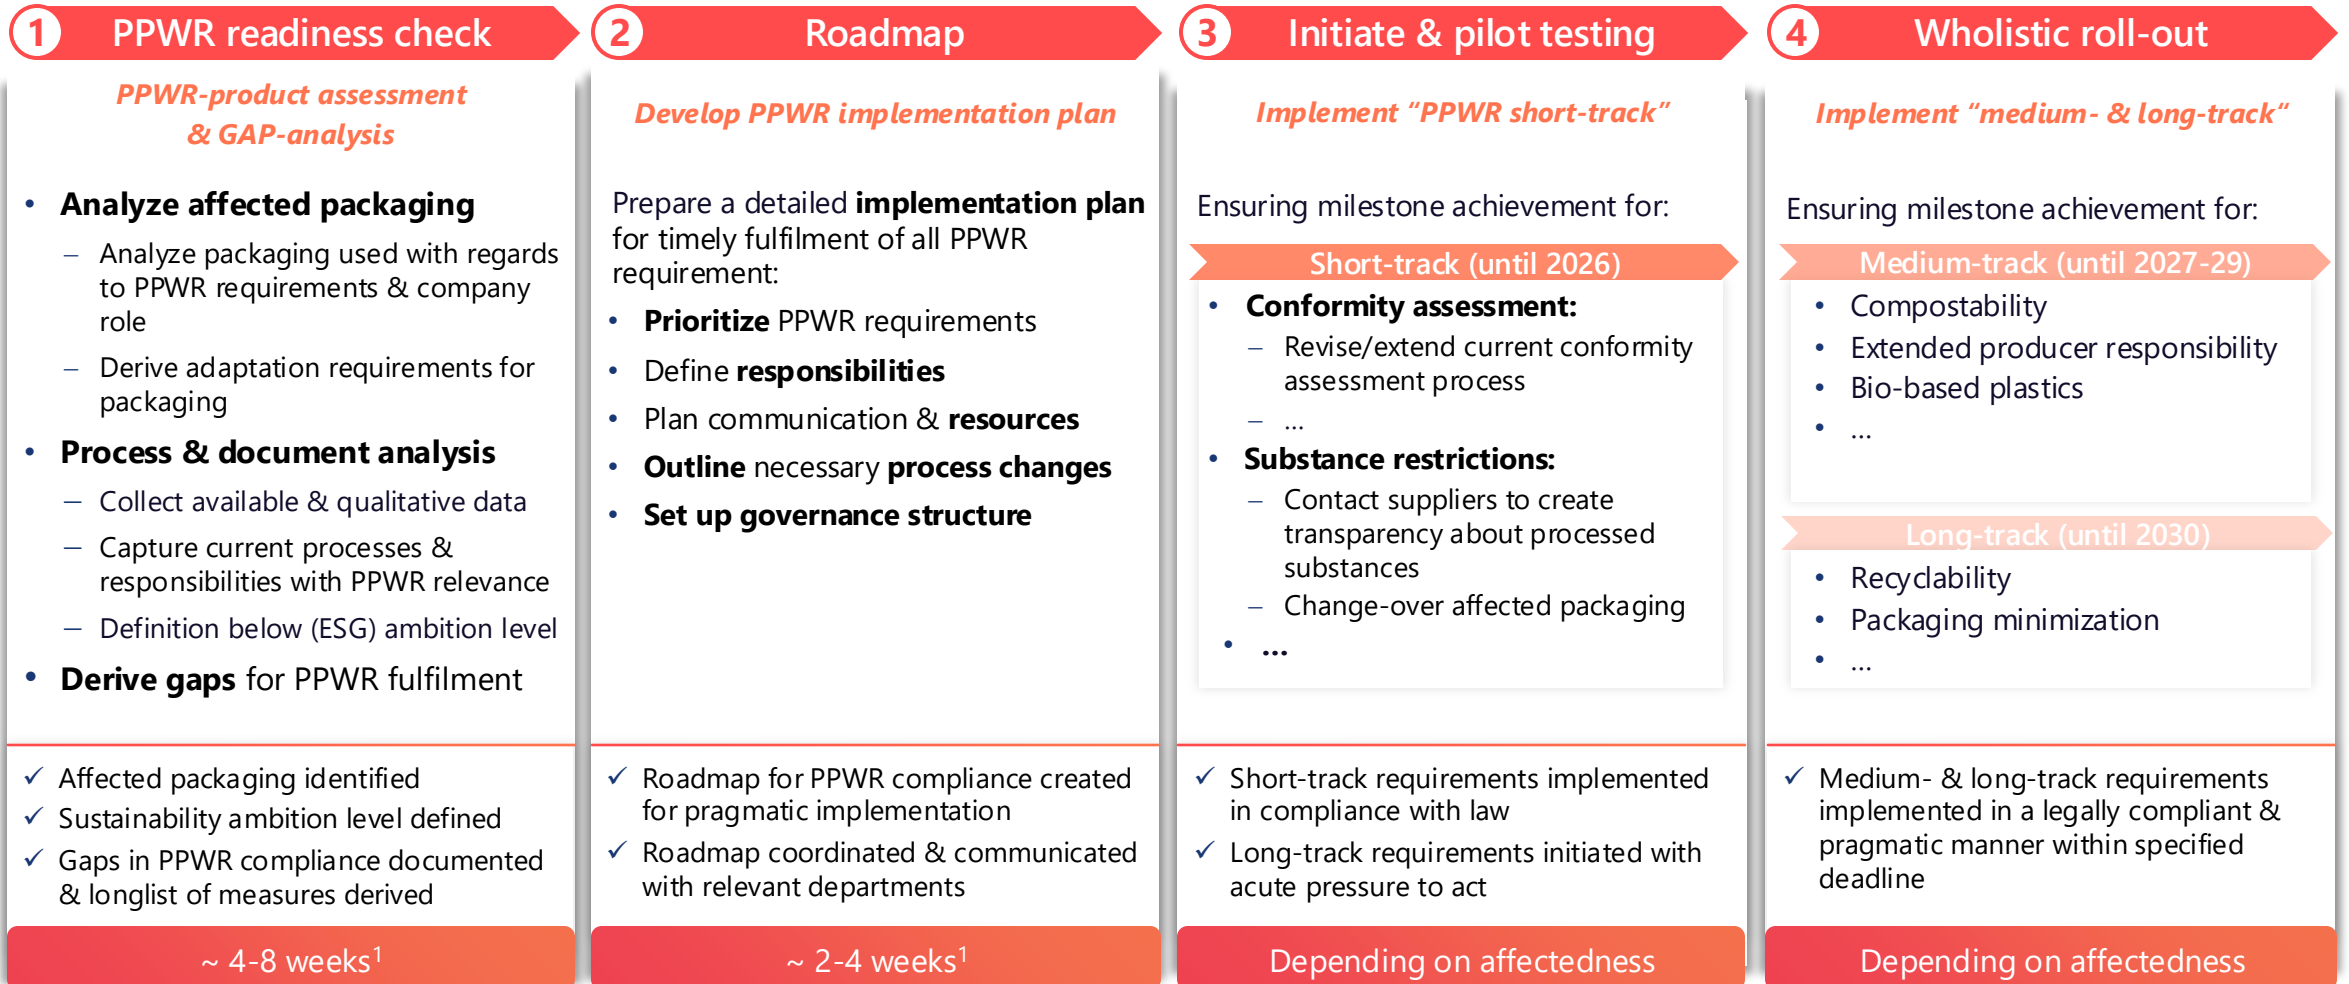 1 PPWR readiness check
PPWR-product assessment
& GAP-analysis
• Analyze affected packaging
– Analyze packaging used with regards
to PPWR requirements & company
role
– Derive adaptation requirements for
packaging
• Process & document analysis
– Collect available & qualitative data
– Capture current processes &
responsibilities with PPWR relevance
– Definition below (ESG) ambition level
• Derive gaps for PPWR fulfilment
✓ Affected packaging identified
✓ Sustainability ambition level defined
✓ Gaps in PPWR compliance documented
& longlist of measures derived
~ 4-8 weeks¹
2 Roadmap
Develop PPWR implementation plan
Prepare a detailed implementation plan
for timely fulfilment of all PPWR
requirement:
• Prioritize PPWR requirements
• Define responsibilities
• Plan communication & resources
• Outline necessary process changes
• Set up governance structure
✓ Roadmap for PPWR compliance created
for pragmatic implementation
✓ Roadmap coordinated & communicated
with relevant departments
~ 2-4 weeks¹
3 Initiate & pilot testing
Implement “PPWR short-track”
Ensuring milestone achievement for:
Short-track (until 2026)
• Conformity assessment:
– Revise/extend current conformity
assessment process
– ...
• Substance restrictions:
– Contact suppliers to create
transparency about processed
substances
– Change-over affected packaging
• ...
✓ Short-track requirements implemented
in compliance with law
✓ Long-track requirements initiated with
acute pressure to act
Depending on affectedness
4 Wholistic roll-out
Implement “medium- & long-track“
Ensuring milestone achievement for:
Medium-track (until 2027-29)
• Compostability
• Extended producer responsibility
• Bio-based plastics
• ...
Long-track (until 2030)
• Recyclability
• Packaging minimization
• ...
✓ Medium- & long-track requirements
implemented in a legally compliant &
pragmatic manner within specified
deadline
Depending on affectedness